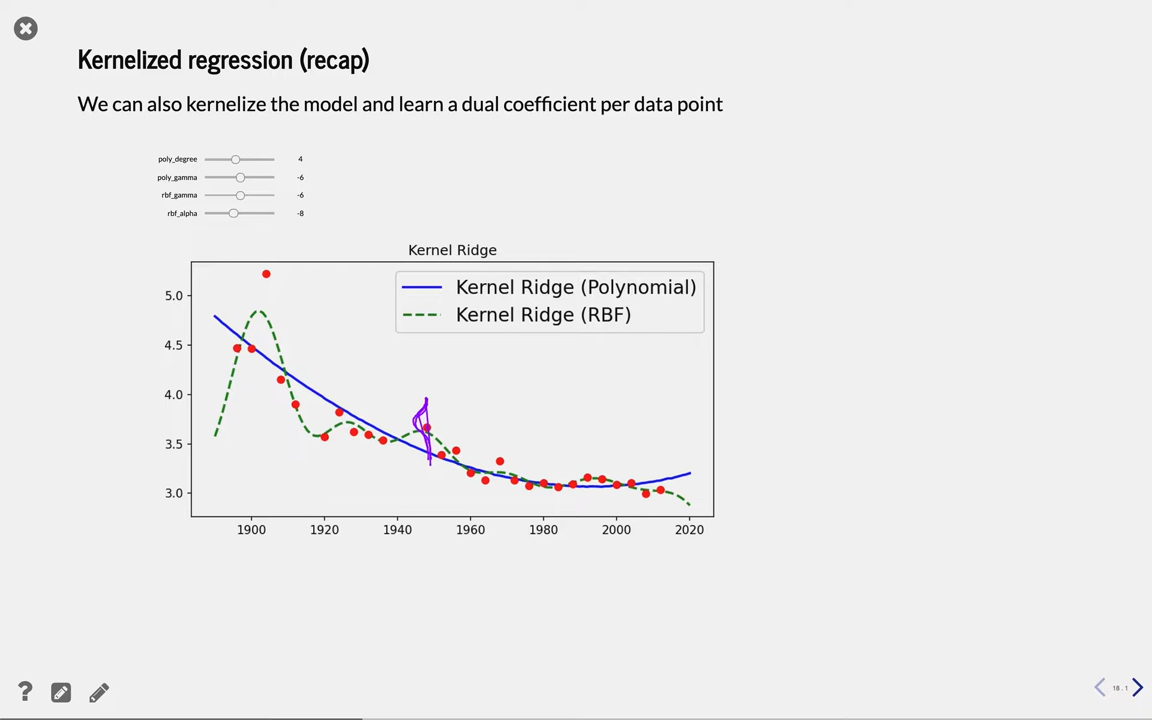 Kernelized regression (recap)
We can also kernelize the model and learn a dual coefficient per data point
poly_degree 4
poly_gamma -6
rbf_gamma -6
rbf_alpha -8
Kernel Ridge
Kernel Ridge (Polynomial)
Kernel Ridge (RBF)
5.0
4.5
4.0
3.5
3.0
1900 1920 1940 1960 1980 2000 2020
?
18 . 1